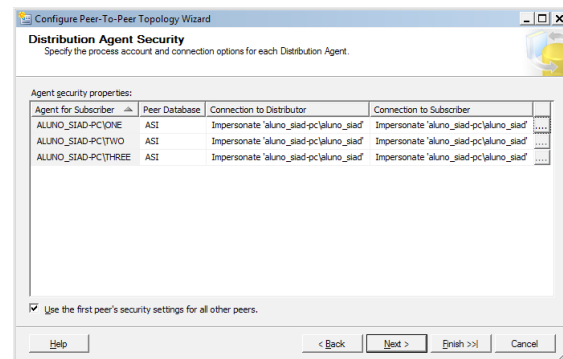 Configure Peer-To-Peer Topology Wizard
Distribution Agent Security
Specify the process account and connection options for each Distribution Agent.
Agent security properties:
Agent for Subscriber Peer Database Connection to Distributor Connection to Subscriber
ALUNO_SIAD-PC\ONE ASI Impersonate 'aluno_siad-pc\aluno_siad' Impersonate 'aluno_siad-pc\aluno_siad' ...
ALUNO_SIAD-PC\TWO ASI Impersonate 'aluno_siad-pc\aluno_siad' Impersonate 'aluno_siad-pc\aluno_siad' ...
ALUNO_SIAD-PC\THREE ASI Impersonate 'aluno_siad-pc\aluno_siad' Impersonate 'aluno_siad-pc\aluno_siad' ...
Use the first peer's security settings for all other peers.
Help < Back Next > Finish >>| Cancel